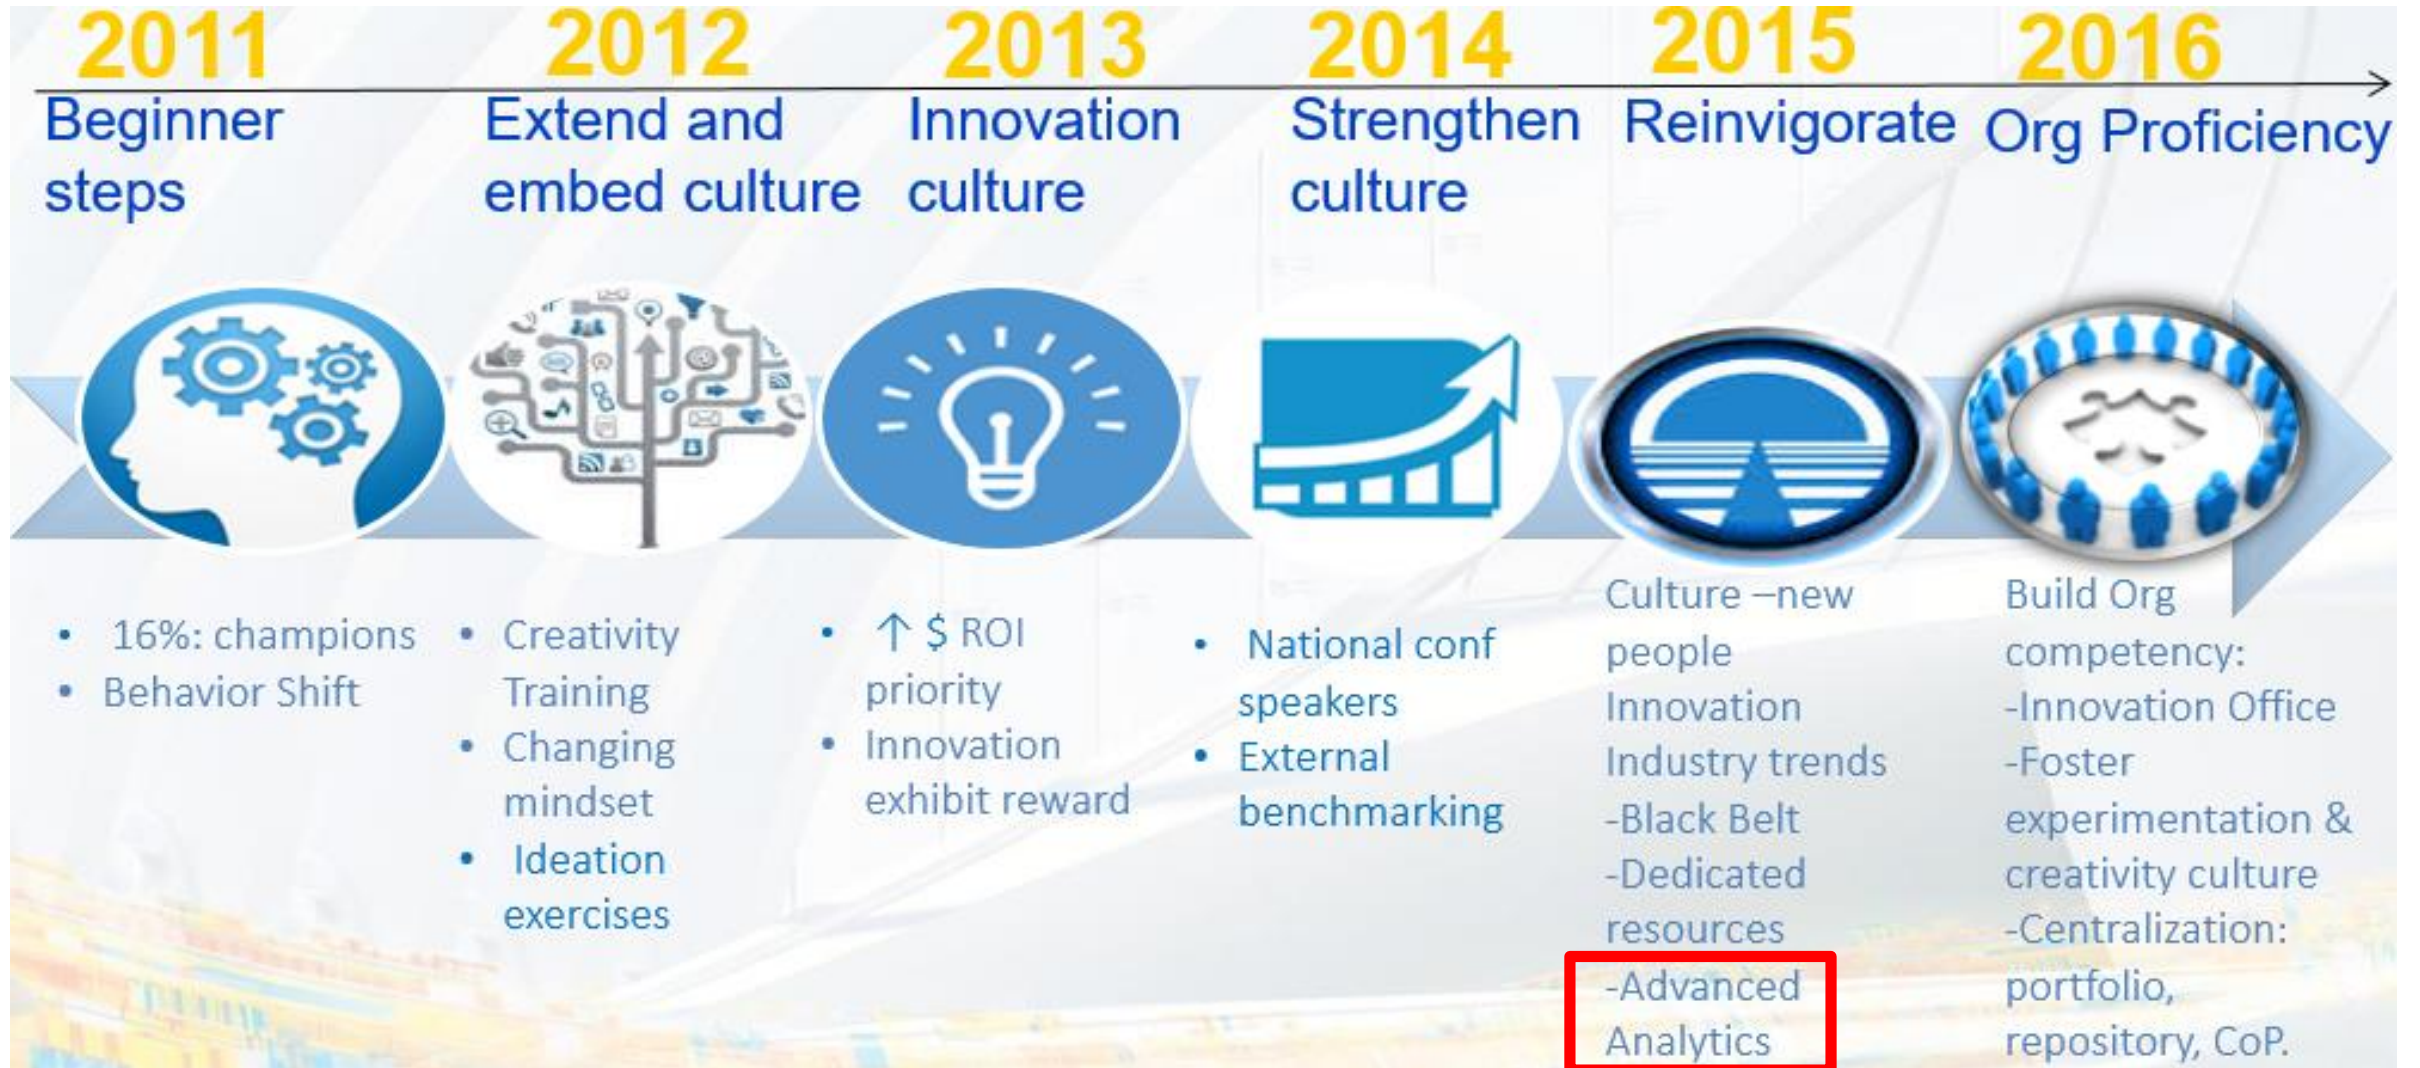 2011
Beginner
steps
• 16%: champions
• Behavior Shift
2012
Extend and
embed culture
• Creativity
Training
• Changing
mindset
• Ideation
exercises
2013
Innovation
culture
• ↑ $ ROI
priority
• Innovation
exhibit reward
2014
Strengthen
culture
• National conf
speakers
• External
benchmarking
2015
Reinvigorate
Culture –new
people
Innovation
Industry trends
-Black Belt
-Dedicated
resources
-Advanced
Analytics
2016
Org Proficiency
Build Org
competency:
-Innovation Office
-Foster
experimentation &
creativity culture
-Centralization:
portfolio,
repository, CoP.